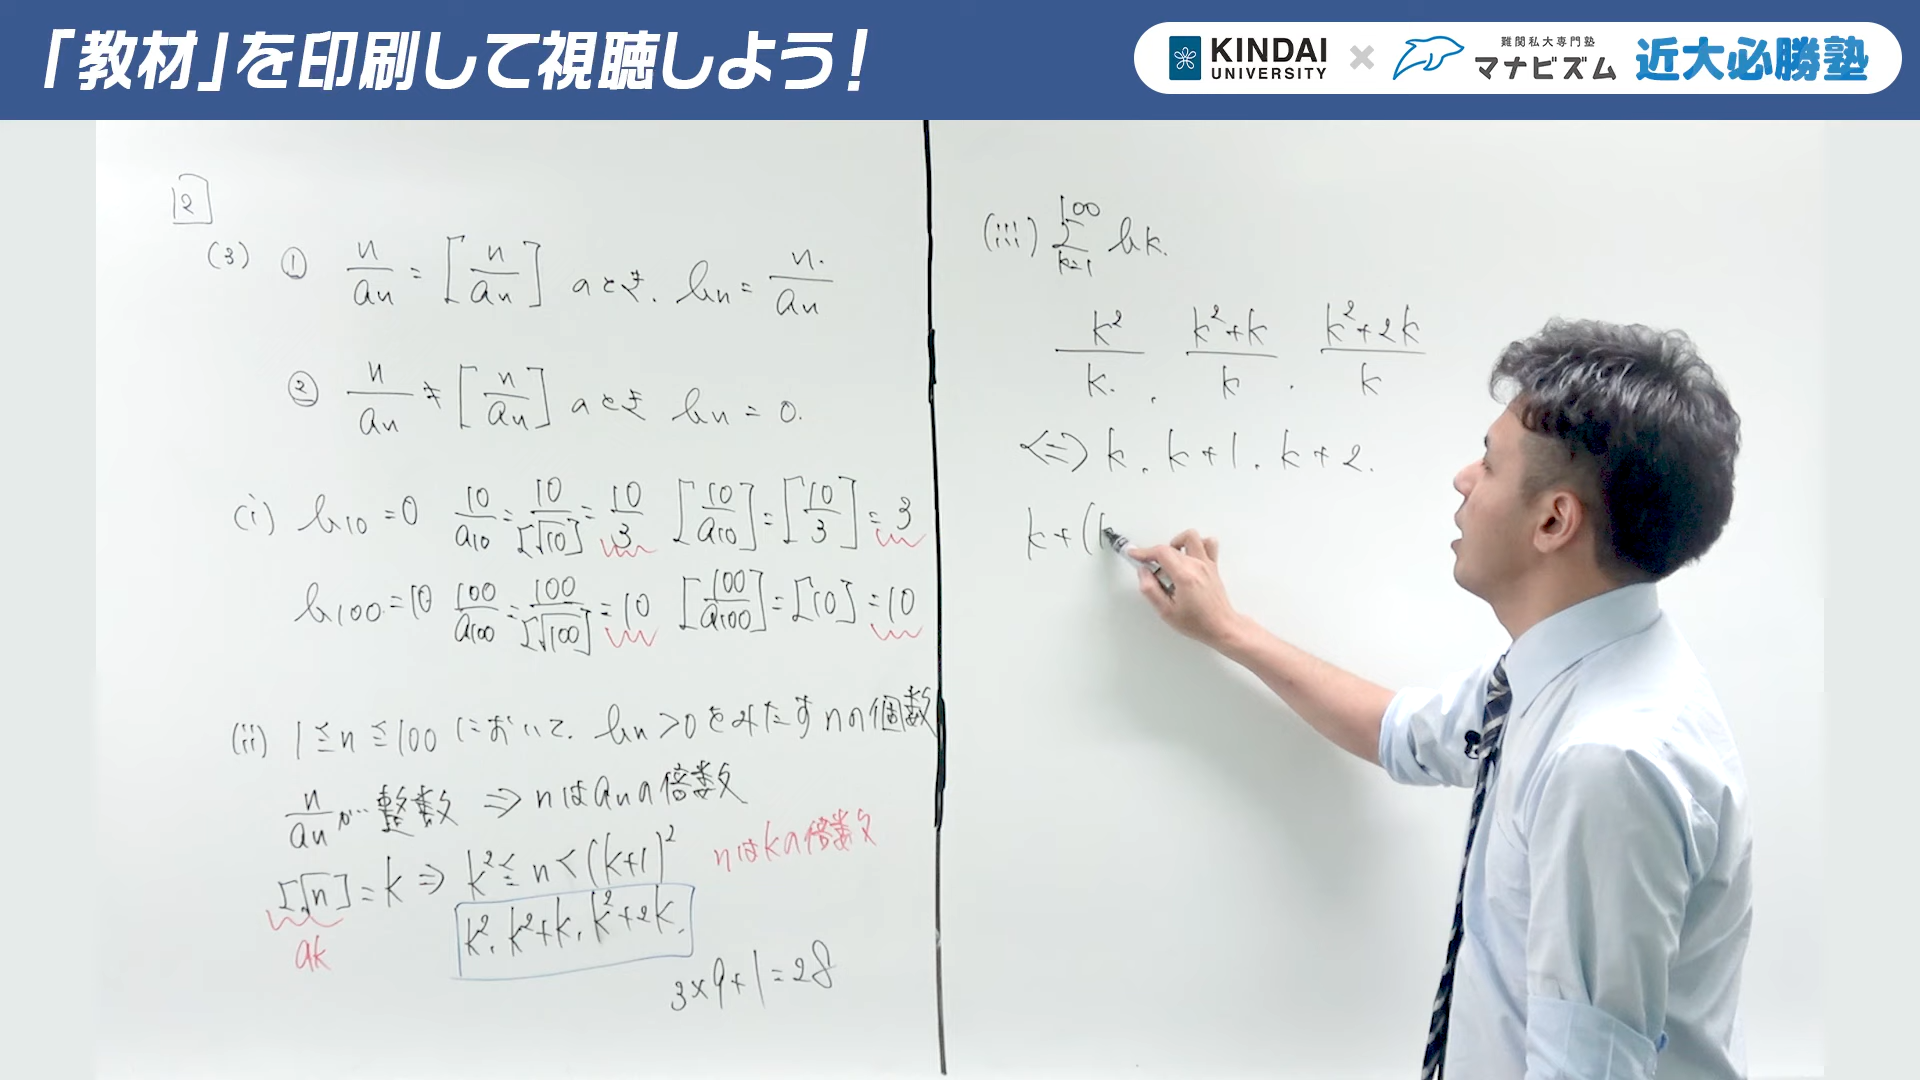 「教材」を印刷して視聴しよう！
KINDAI UNIVERSITY × 難関私大専門塾 マナビズム 近大必勝塾
2
(3) ① n/an = [n/an] のとき. bn = n/an
② n/an ≠ [n/an] のとき bn = 0.
(i) b10 = 0 10/a10 = 10/[√10] = 10/3 [10/a10] = [10/3] = 3
b100 = 10 100/a100 = 100/[√100] = 10 [100/a100] = [10] = 10
(ii) 1 ≦ n ≦ 100 において. bn > 0 をみたす nの個数
n/an が… 整数 ⇒ nはanの倍数
[√n] = k ⇒ k² ≦ n < (k+1)² nはkの倍数
ak
k², k²+k, k²+2k.
3×9+1=28
(iii) Σ k=1 100 bk.
k²/k. , k²+k/k . k²+2k/k
⇔ k, k+1, k+2.
k+(k